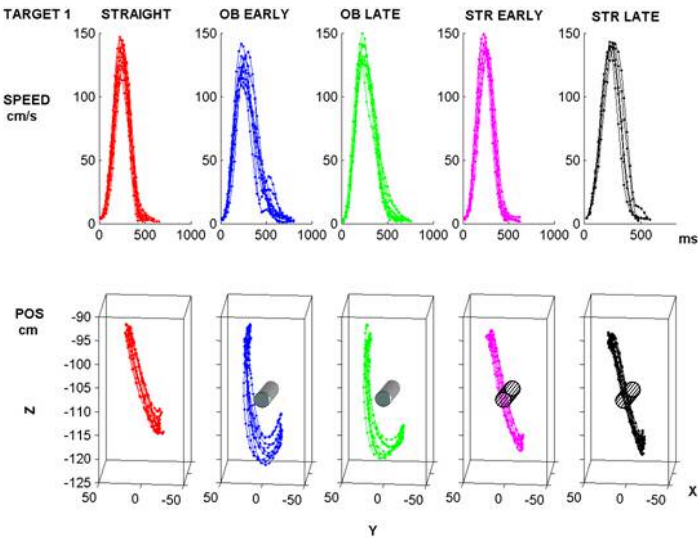 TARGET 1 STRAIGHT OB EARLY OB LATE STR EARLY STR LATE
150 150 150 150 150
SPEED
cm/s
100 100 100 100 100
50 50 50 50 50
0 0 0 0 0
0 500 1000 0 500 1000 0 500 1000 0 500 1000 0 500 1000
ms
POS
cm
-90
-95
-100
-105
Z
-110
-115
-120
-125
50 0 -50 50 0 -50 50 0 -50 50 0 -50 50 0 -50
X
Y